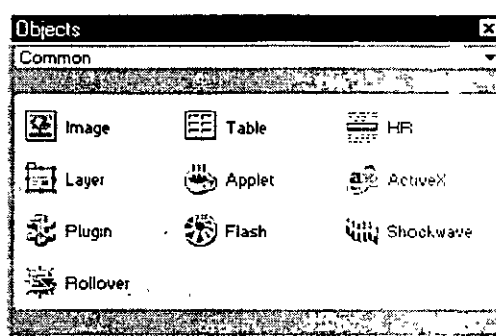 Objects
Common
Image Table HR
Layer Applet ActiveX
Plugin Flash Shockwave
Rollover